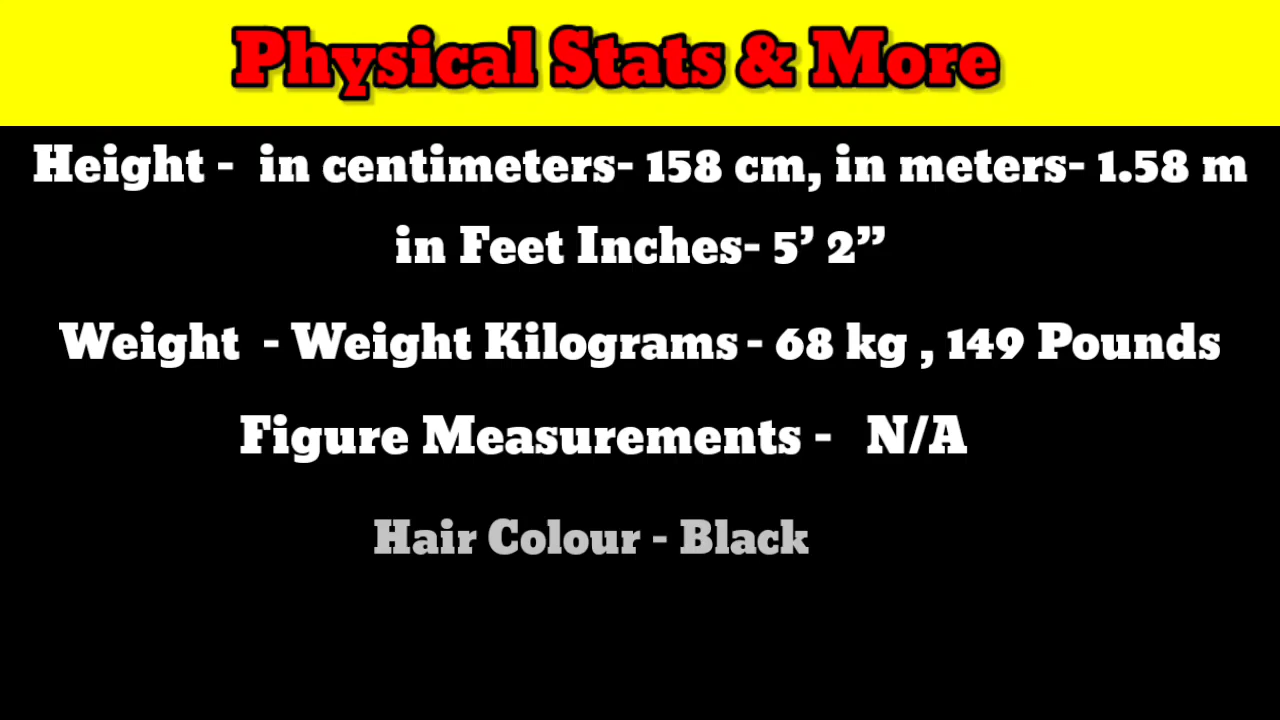 Physical Stats & More
Height -  in centimeters- 158 cm, in meters- 1.58 m
in Feet Inches- 5’ 2”
Weight  - Weight Kilograms - 68 kg , 149 Pounds
Figure Measurements -   N/A
Hair Colour - Black